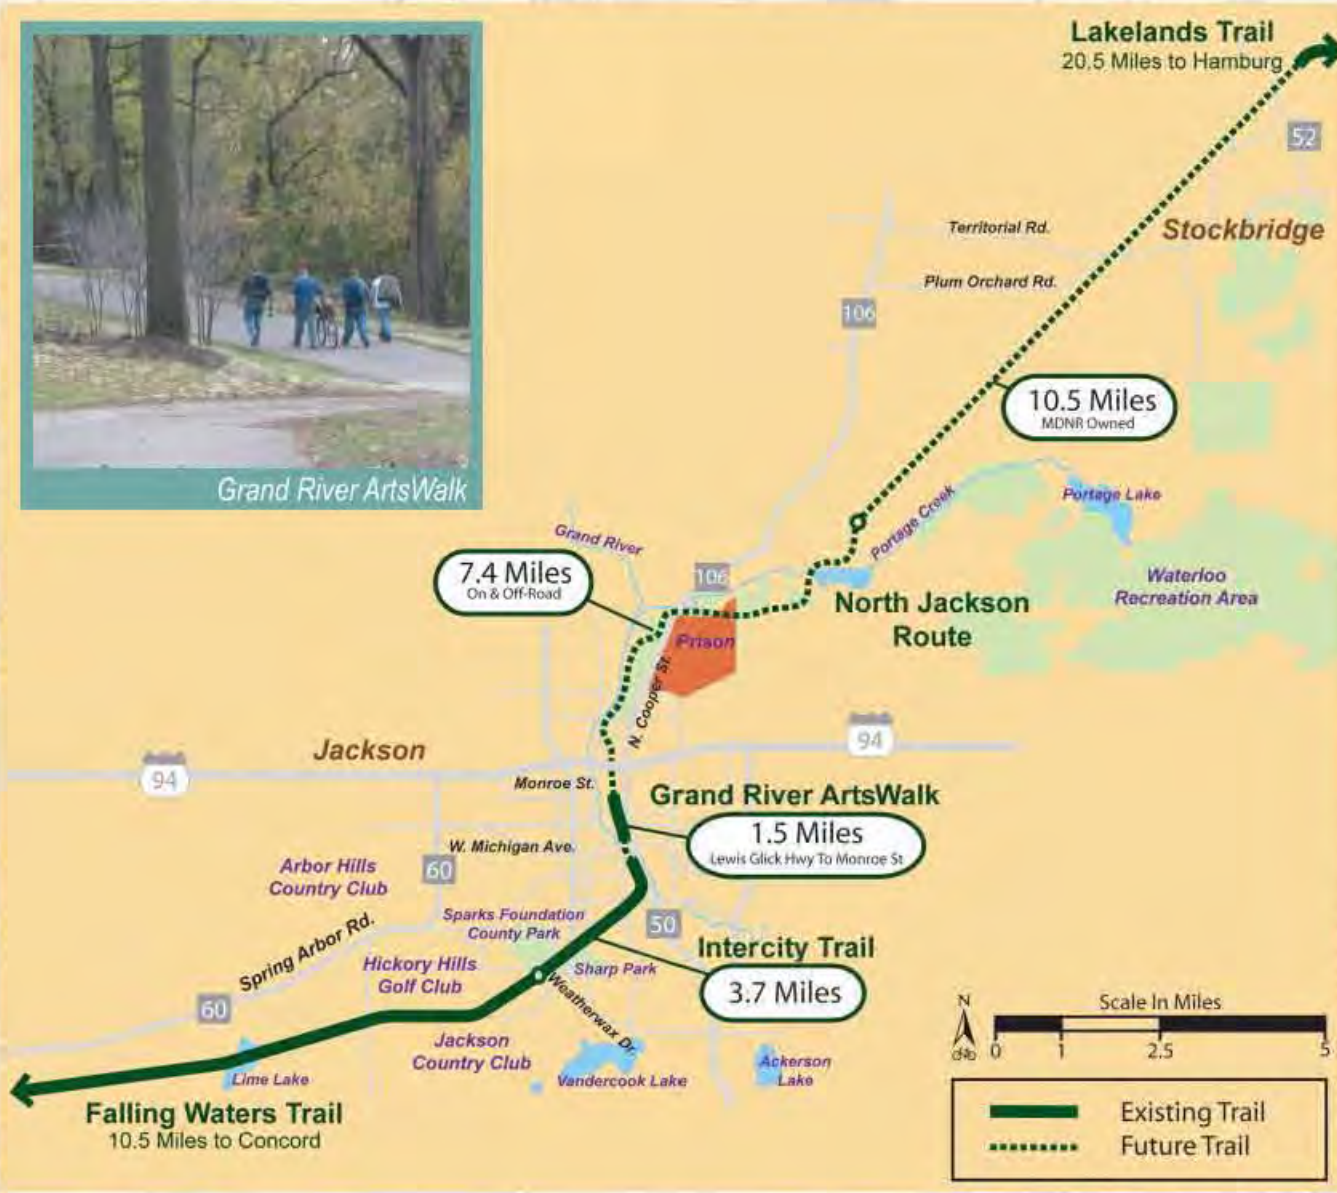 Lakelands Trail
20.5 Miles to Hamburg
52
Territorial Rd.
Stockbridge
Plum Orchard Rd.
106
10.5 Miles
MDNR Owned
Grand River ArtsWalk
Portage Lake
Portage Creek
Grand River
7.4 Miles
On & Off-Road
106
Waterloo
Recreation Area
North Jackson
Route
Prison
N. Cooper St.
Jackson
94
94
Monroe St.
Grand River ArtsWalk
1.5 Miles
Lewis Glick Hwy To Monroe St
W. Michigan Ave.
60
Arbor Hills
Country Club
Sparks Foundation
County Park
50
Spring Arbor Rd.
Intercity Trail
Hickory Hills
Golf Club
Sharp Park
3.7 Miles
Weatherwax Dr.
60
Jackson
Country Club
Lime Lake
Vandercook Lake
Ackerson
Lake
Falling Waters Trail
10.5 Miles to Concord
N
Scale In Miles
0 1 2.5 5
Existing Trail
Future Trail